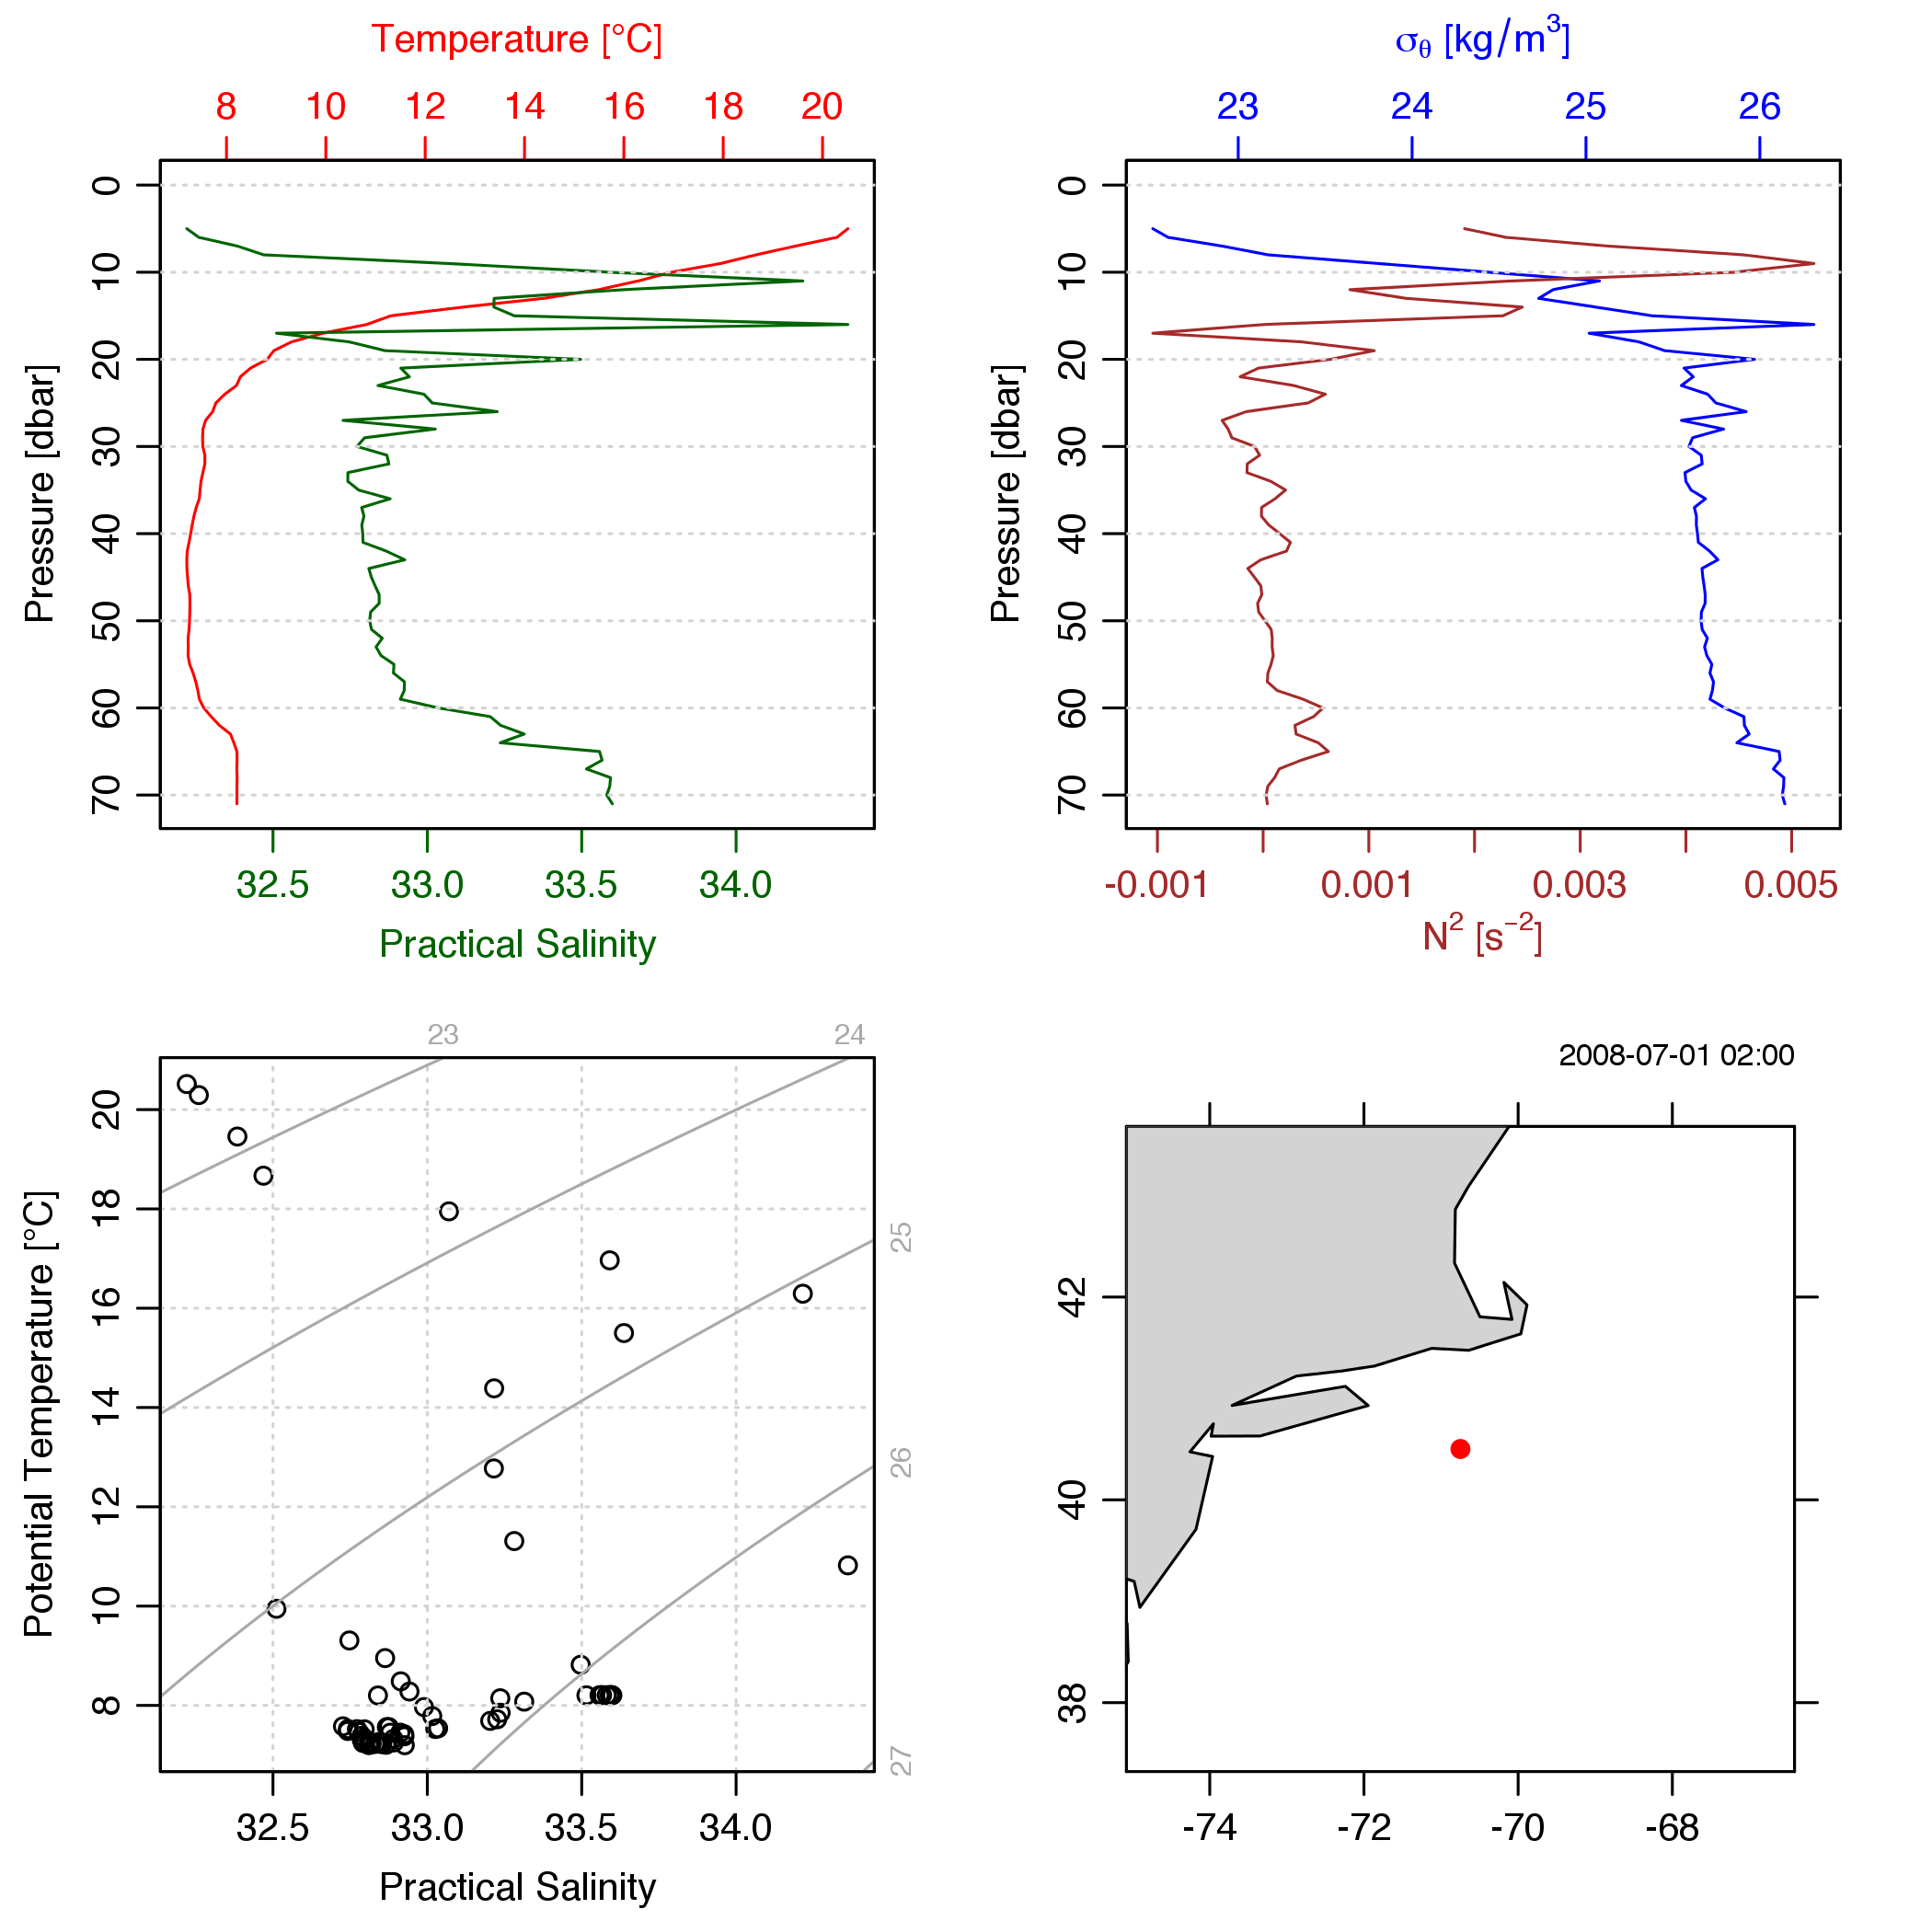 Temperature [°C]
8 10 12 14 16 18 20
0 10 20 30 40 50 60 70
Pressure [dbar]
32.5 33.0 33.5 34.0
Practical Salinity
σθ [kg/m³]
23 24 25 26
0 10 20 30 40 50 60 70
Pressure [dbar]
-0.001 0.001 0.003 0.005
N² [s⁻²]
23 24
25
26
27
8 10 12 14 16 18 20
Potential Temperature [°C]
32.5 33.0 33.5 34.0
Practical Salinity
2008-07-01 02:00
38 40 42
-74 -72 -70 -68